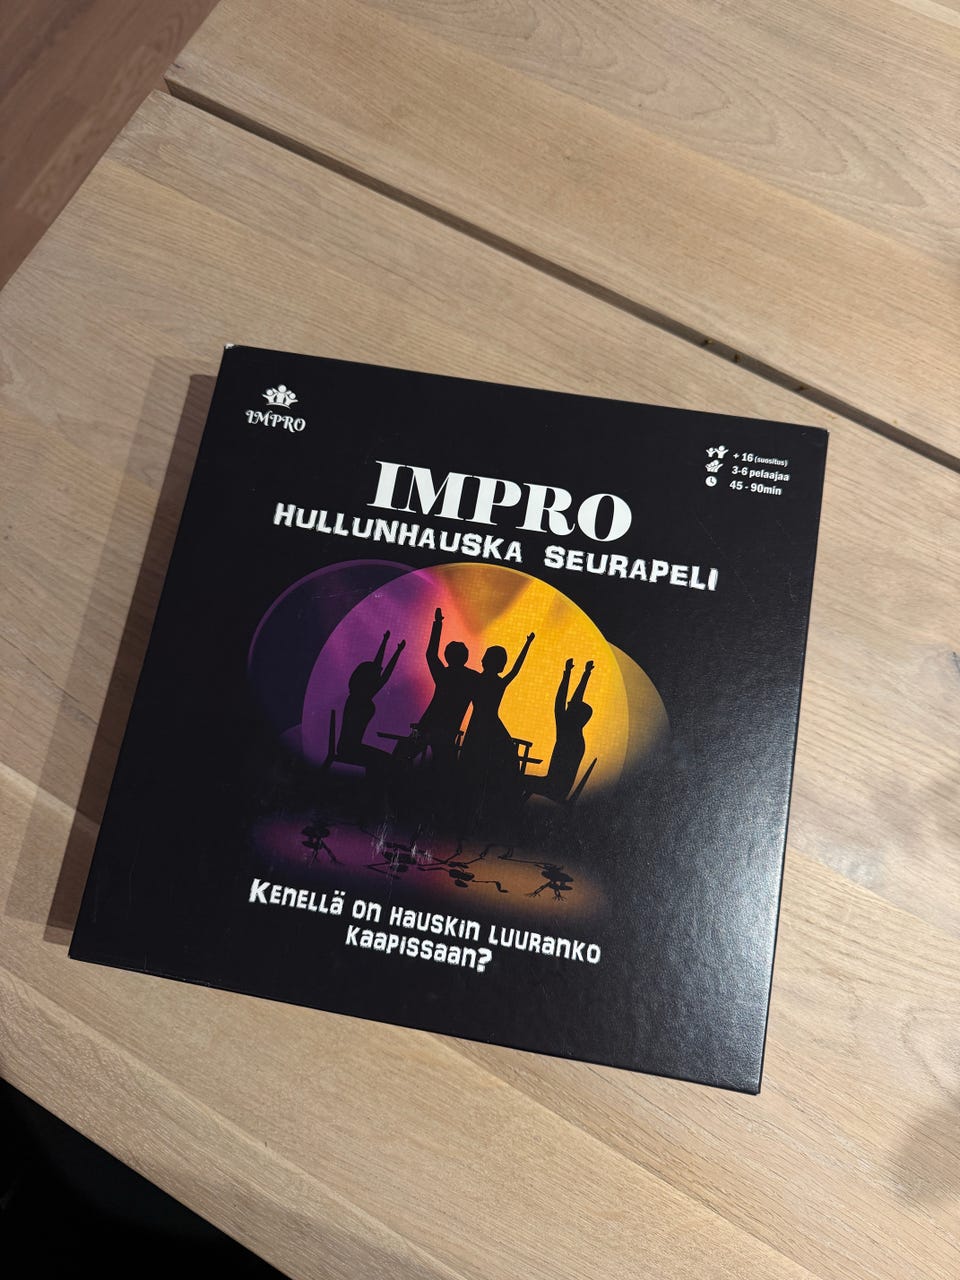 IMPRO
+ 16 (suositus)
3-6 pelaajaa
45 - 90min
IMPRO
HULLUNHAUSKA SEURAPELI
KENELLÄ ON HAUSKIN LUURANKO
KAAPISSAAN?